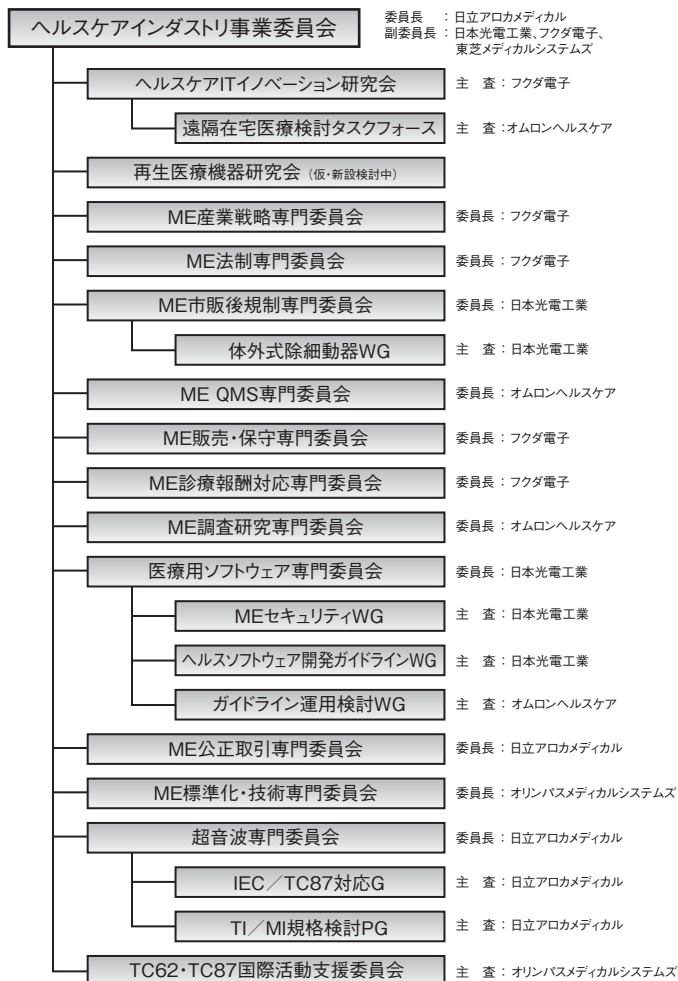 ヘルスケアインダストリ事業委員会
委員長　：日立アロカメディカル
副委員長：日本光電工業、フクダ電子、
東芝メディカルシステムズ
ヘルスケアITイノベーション研究会　主　査：フクダ電子
遠隔在宅医療検討タスクフォース　主　査：オムロンヘルスケア
再生医療機器研究会（仮・新設検討中）
ME産業戦略専門委員会　委員長：フクダ電子
ME法制専門委員会　委員長：フクダ電子
ME市販後規制専門委員会　委員長：日本光電工業
体外式除細動器WG　主　査：日本光電工業
ME QMS専門委員会　委員長：オムロンヘルスケア
ME販売・保守専門委員会　委員長：フクダ電子
ME診療報酬対応専門委員会　委員長：フクダ電子
ME調査研究専門委員会　委員長：オムロンヘルスケア
医療用ソフトウェア専門委員会　委員長：日本光電工業
MEセキュリティWG　主　査：日本光電工業
ヘルスソフトウェア開発ガイドラインWG　主　査：日本光電工業
ガイドライン運用検討WG　主　査：オムロンヘルスケア
ME公正取引専門委員会　委員長：日立アロカメディカル
ME標準化・技術専門委員会　委員長：オリンパスメディカルシステムズ
超音波専門委員会　委員長：日立アロカメディカル
IEC／TC87対応G　主　査：日立アロカメディカル
TI／MI規格検討PG　主　査：日立アロカメディカル
TC62・TC87国際活動支援委員会　主　査：オリンパスメディカルシステムズ